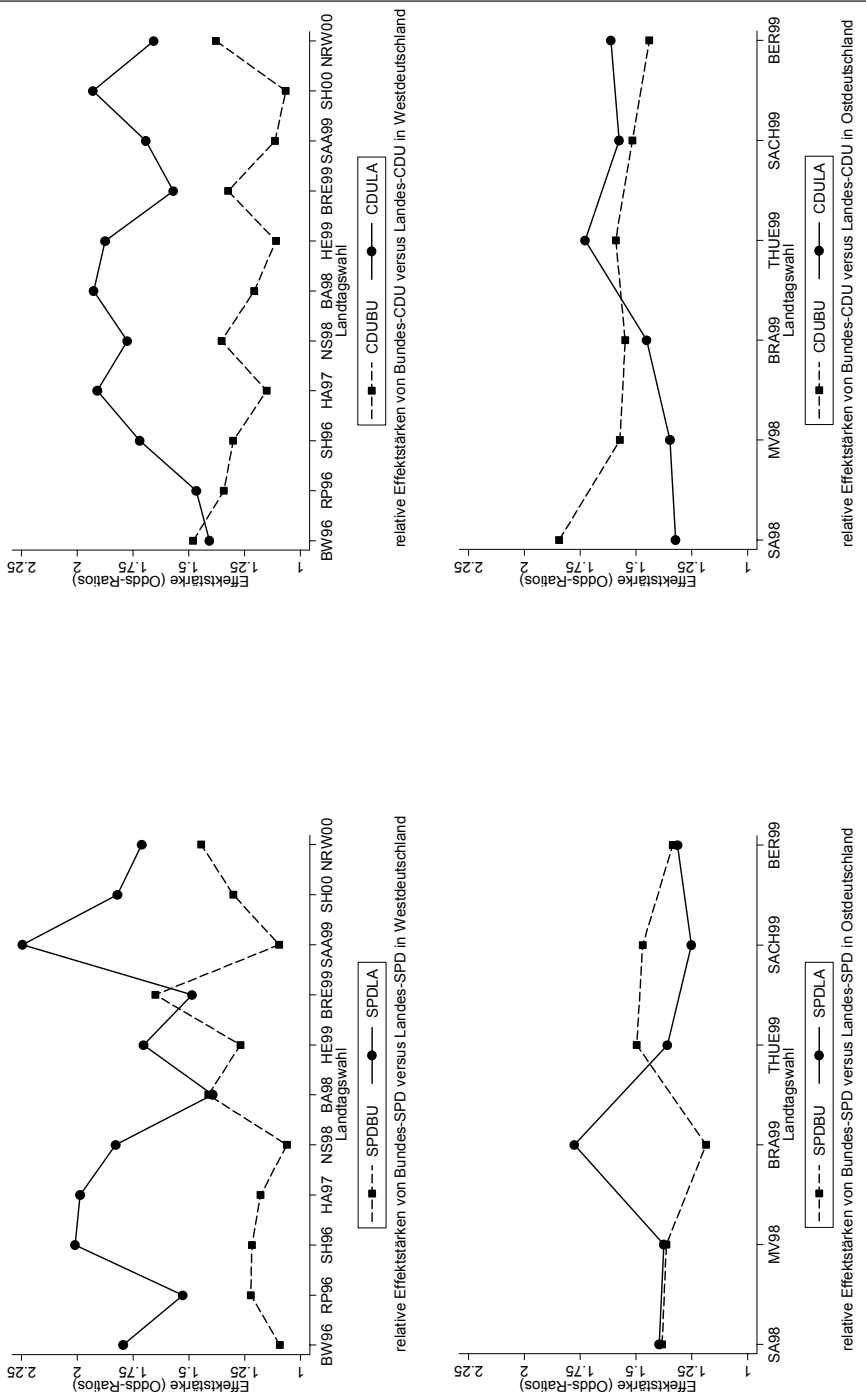 Effektstärke (Odds-Ratios)
2.25
2
1.75
1.5
1.25
1
BW96 RP96 SH96 HA97 NS98 BA98 HE99 BRE99 SAA99 SH00 NRW00
Landtagswahl
SPDBU SPDLA
relative Effektstärken von Bundes-SPD versus Landes-SPD in Westdeutschland
Effektstärke (Odds-Ratios)
2.25
2
1.75
1.5
1.25
1
BW96 RP96 SH96 HA97 NS98 BA98 HE99 BRE99 SAA99 SH00 NRW00
Landtagswahl
CDUBU CDULA
relative Effektstärken von Bundes-CDU versus Landes-CDU in Westdeutschland
Effektstärke (Odds-Ratios)
2.25
2
1.75
1.5
1.25
1
SA98 MV98 BRA99 THUE99 SACH99 BER99
Landtagswahl
SPDBU SPDLA
relative Effektstärken von Bundes-SPD versus Landes-SPD in Ostdeutschland
Effektstärke (Odds-Ratios)
2.25
2
1.75
1.5
1.25
1
SA98 MV98 BRA99 THUE99 SACH99 BER99
Landtagswahl
CDUBU CDULA
relative Effektstärken von Bundes-CDU versus Landes-CDU in Ostdeutschland